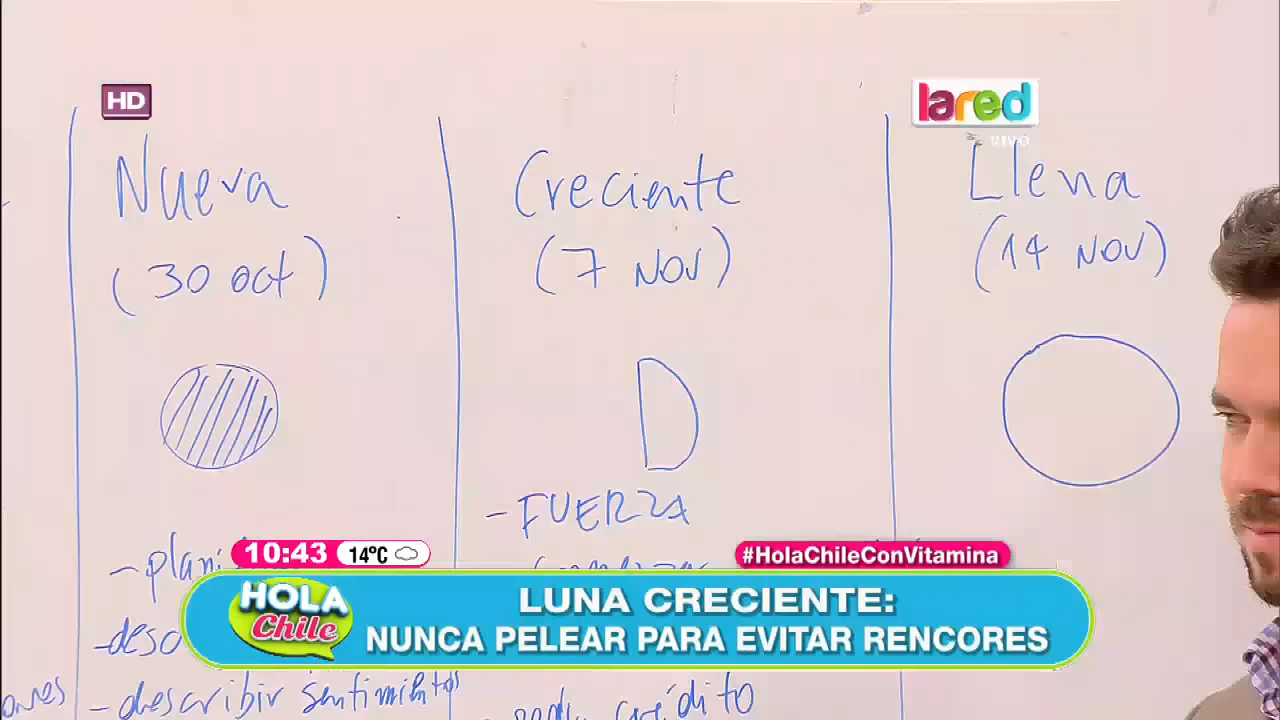 HD
lared
VIVO
Nueva
(30 oct)
Creciente
(7 NOV)
Llena
(14 NOV)
- FUERZA
- describir sentimientos
crédito
10:43
14°C
#HolaChileConVitamina
HOLA
Chile
LUNA CRECIENTE:
NUNCA PELEAR PARA EVITAR RENCORES